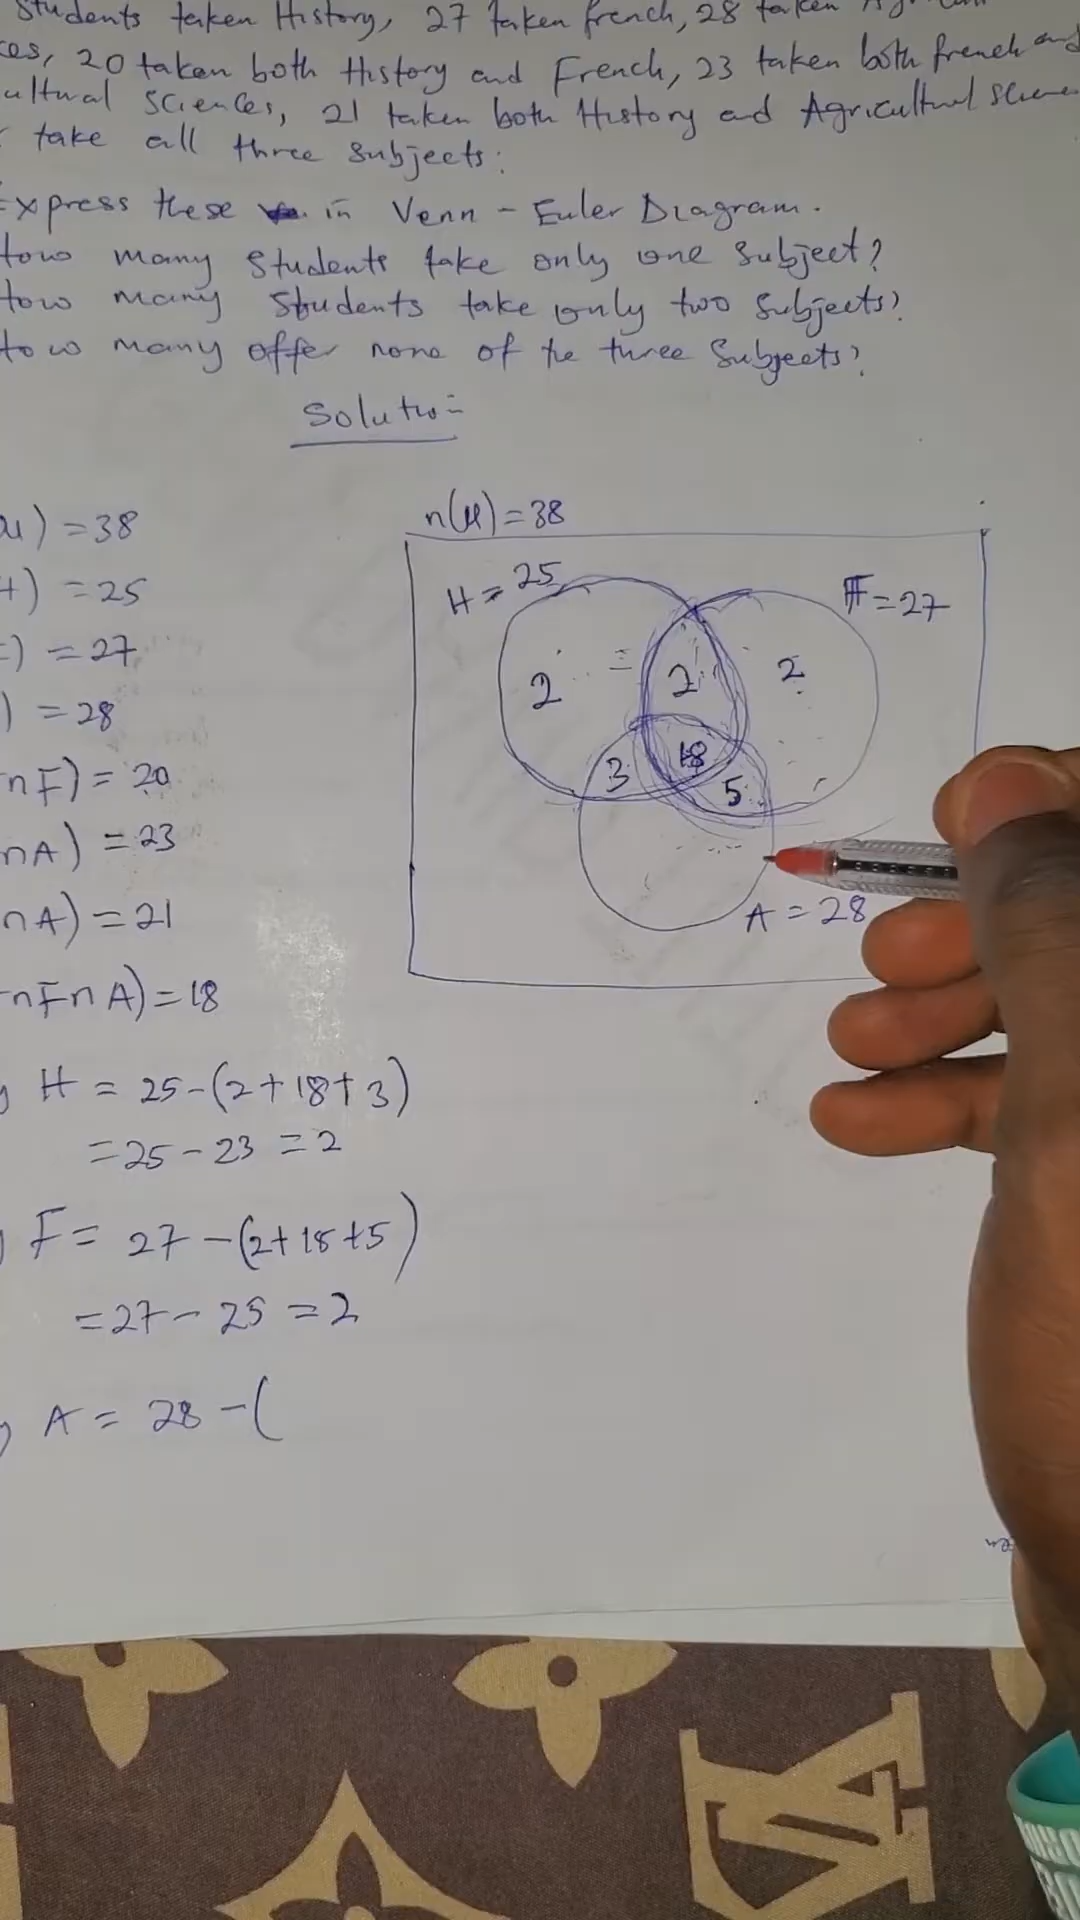 Students taken History, 27 taken french, 28 taken
ces, 20 taken both History and French, 23 taken both french and
cultural Sciences, 21 taken both History and Agricultural
take all three subjects:
Express these in Venn - Euler Diagram.
How many students take only one subject?
How many students take only two subjects?
How many offer none of the three subjects?
Solution
μ) = 38
n(μ) = 38
H) = 25
H = 25
F = 27
F) = 27
) = 28
nF) = 20
nA) = 23
nA) = 21
nFnA) = 18
2
2
2
18
3
5
A = 28
H = 25-(2+18+3)
= 25 - 23 = 2
F = 27 - (2+18+5)
= 27 - 25 = 2
A = 28 - (